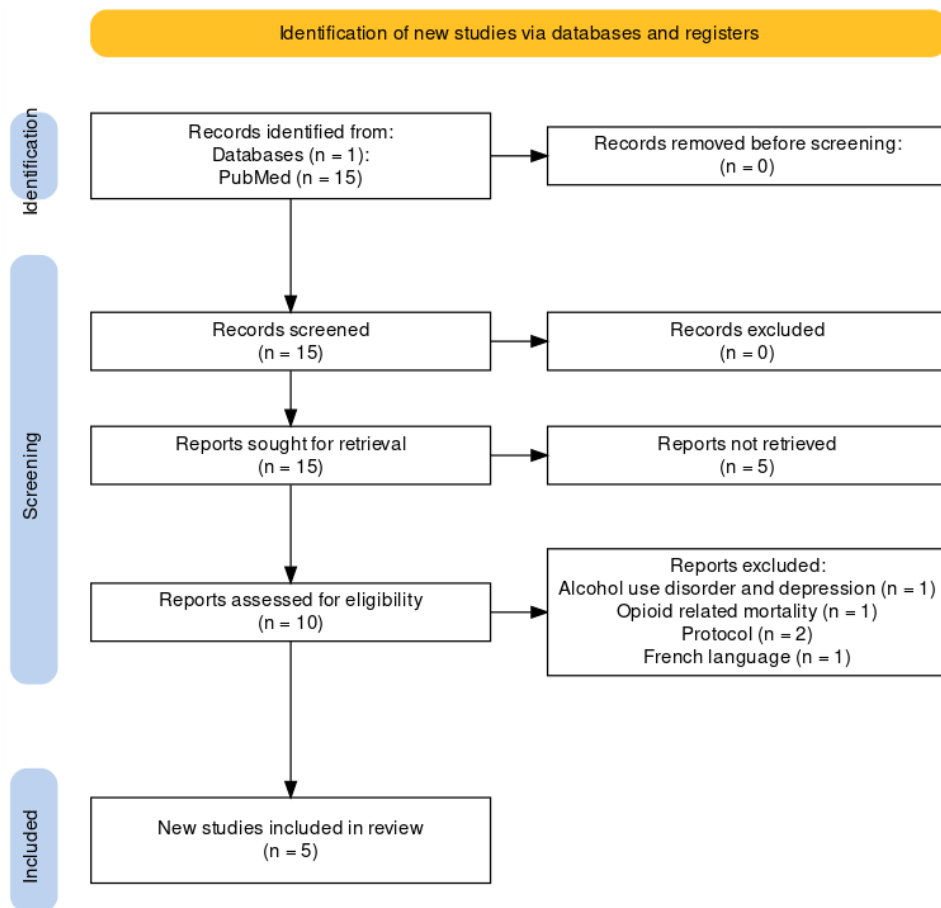 Identification of new studies via databases and registers
Identification
Records identified from:
Databases (n = 1):
PubMed (n = 15)
Records removed before screening:
(n = 0)
Screening
Records screened
(n = 15)
Records excluded
(n = 0)
Reports sought for retrieval
(n = 15)
Reports not retrieved
(n = 5)
Reports assessed for eligibility
(n = 10)
Reports excluded:
Alcohol use disorder and depression (n = 1)
Opioid related mortality (n = 1)
Protocol (n = 2)
French language (n = 1)
Included
New studies included in review
(n = 5)